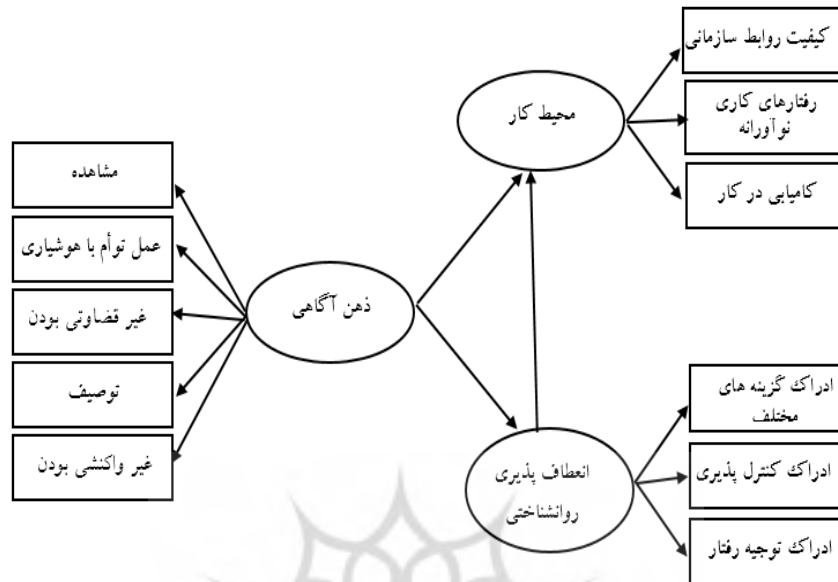 کیفیت روابط سازمانی
محیط کار
رفتارهای کاری
نوآورانه
کامیابی در کار
مشاهده
عمل توأم با هوشیاری
غیر قضاوتی بودن
توصیف
غیر واکنشی بودن
ذهن آگاهی
ادراک گزینه های
مختلف
انعطاف پذیری
روانشناختی
ادراک کنترل پذیری
ادراک توجیه رفتار